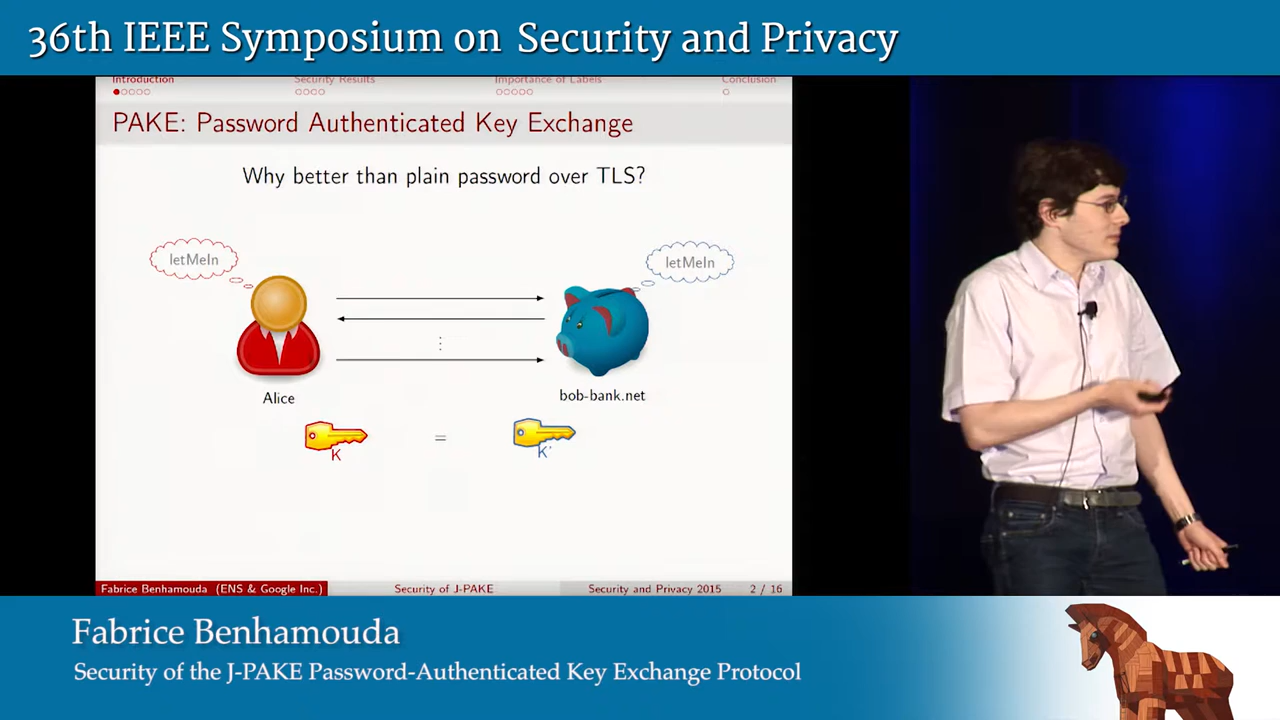 36th IEEE Symposium on Security and Privacy
Introduction Security Results Importance of Labels Conclusion
PAKE: Password Authenticated Key Exchange
Why better than plain password over TLS?
letMeIn letMeIn
Alice bob-bank.net
K = K'
Fabrice Benhamouda (ENS & Google Inc.) Security of J-PAKE Security and Privacy 2015 2 / 16
Fabrice Benhamouda
Security of the J-PAKE Password-Authenticated Key Exchange Protocol